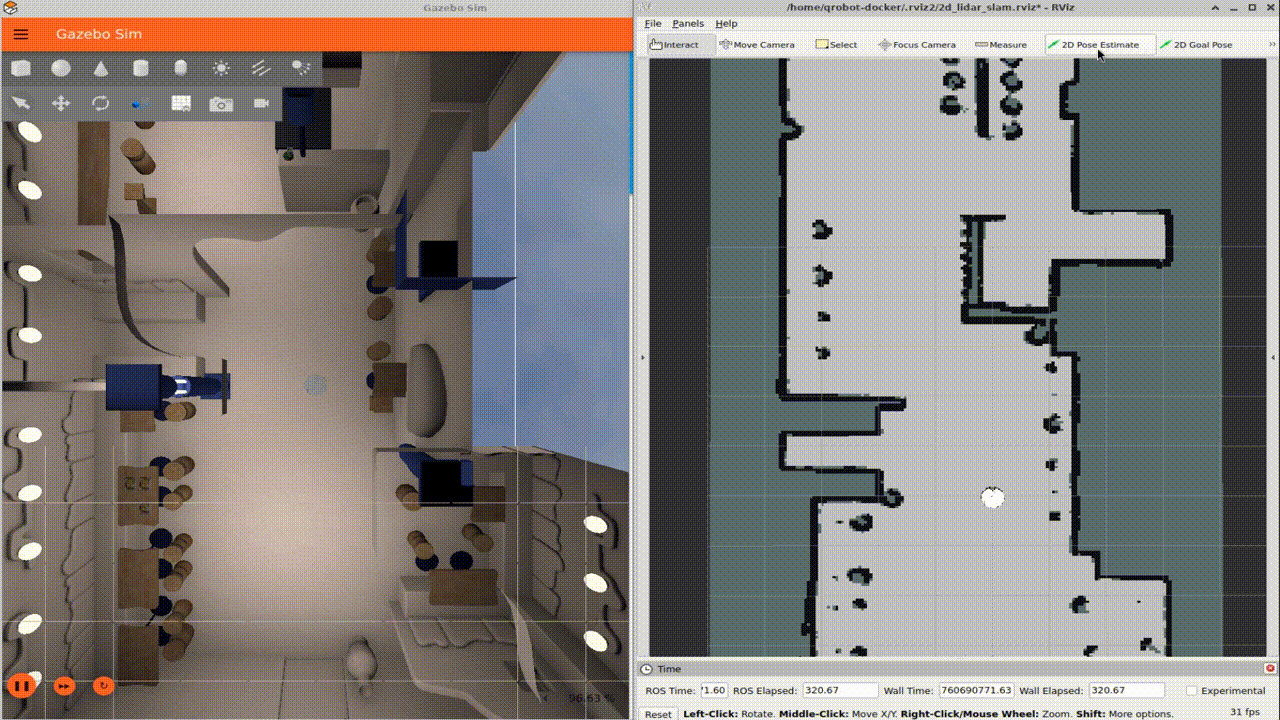 Gazebo Sim
/home/qrobot-docker/.rviz2/2d_lidar_slam.rviz* - RViz
Gazebo Sim
File Panels Help
Interact Move Camera Select Focus Camera Measure 2D Pose Estimate 2D Goal Pose
Time
ROS Time: '1.60 ROS Elapsed: 320.67 Wall Time: 760690771.63 Wall Elapsed: 320.67 Experimental
96.63 %
Reset Left-Click: Rotate. Middle-Click: Move X/Y. Right-Click/Mouse Wheel: Zoom. Shift: More options. 31 fps